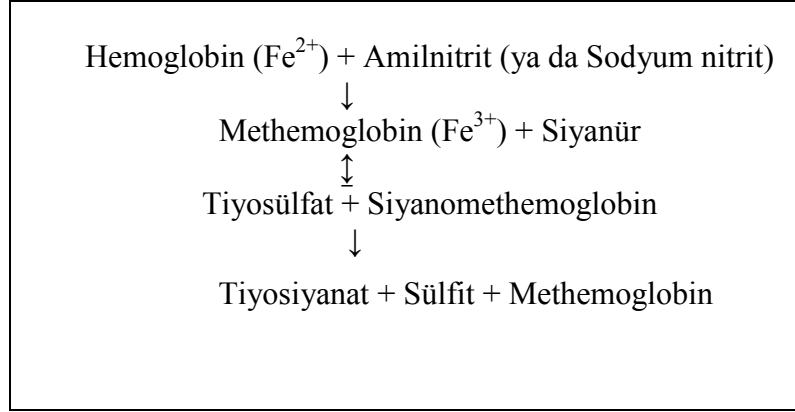 Hemoglobin (Fe²⁺) + Amilnitrit (ya da Sodyum nitrit)
↓
Methemoglobin (Fe³⁺) + Siyanür
↕
Tiyosülfat + Siyanomethemoglobin
↓
Tiyosiyanat + Sülfit + Methemoglobin